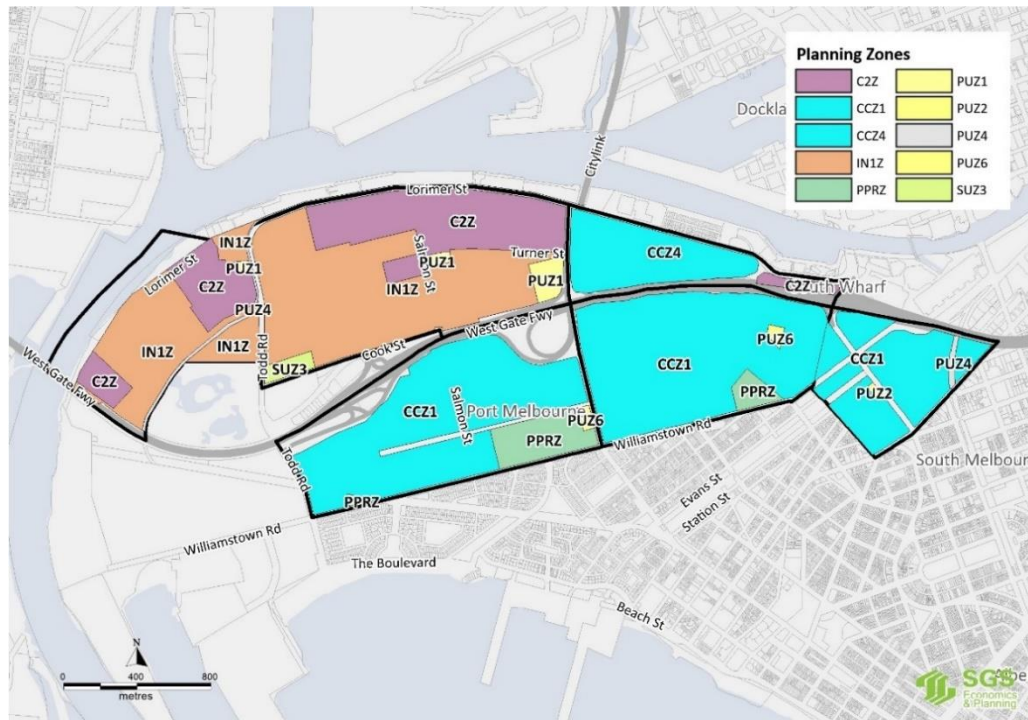 Planning Zones
C2Z
CCZ1
CCZ4
IN1Z
PPRZ
PUZ1
PUZ2
PUZ4
PUZ6
SUZ3
Citylink
Lorimer St
C2Z
IN1Z
CCZ4
Salmon St
Turner St
PUZ1
PUZ1
PUZ1
Lorimer St
C2Z
IN1Z
C2Z
West Gate Fwy
PUZ4
IN1Z
IN1Z
Todd Rd
Cook St
SUZ3
PUZ6
CCZ1
PUZ4
CCZ1
PUZ2
PPRZ
West Gate Fwy
C2Z
CCZ1
Salmon St
Port Melbourne
PUZ6
PPRZ
Williamstown Rd
South Melbou
Todd Rd
PPRZ
Evans St
Station St
Williamstown Rd
The Boulevard
Beach St
N
0 400 800
metres
SGS
Economics
& Planning